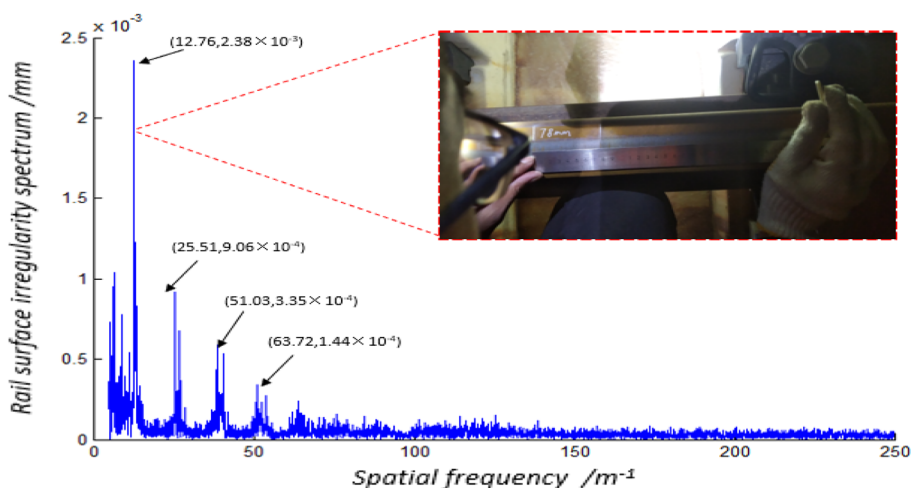 × 10⁻³
2.5
2
1.5
1
0.5
0
Rail surface irregularity spectrum /mm
(12.76,2.38× 10⁻³)
(25.51,9.06× 10⁻⁴)
(51.03,3.35× 10⁻⁴)
(63.72,1.44× 10⁻⁴)
78mm
0 50 100 150 200 250
Spatial frequency /m⁻¹